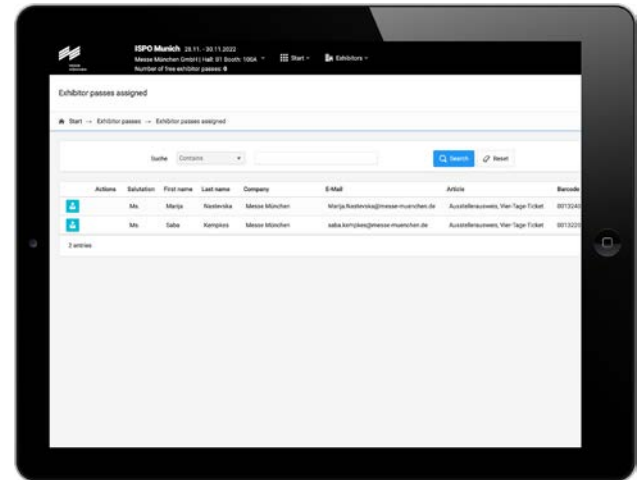 ISPO Munich 28.11. - 30.11.2022
Messe München GmbH | Hall: B1 Booth: 100A
Number of free exhibitor passes: 0
Start
Exhibitors
Exhibitor passes assigned
Start → Exhibitor passes → Exhibitor passes assigned
Suche Contains Search Reset
Actions Salutation First name Last name Company E-Mail Article Barcode
Ms. Marija Nastevska Messe München Marija.Nastevska@messe-muenchen.de Ausstellerausweis, Vier-Tage-Ticket
Ms. Saba Kempkes Messe München saba.kempkes@messe-muenchen.de Ausstellerausweis, Vier-Tage-Ticket
2 entries